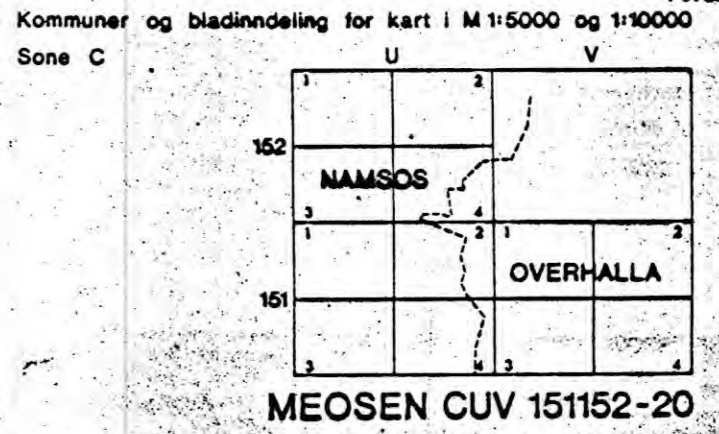 Kommuner og bladinndeling for kart i M 1:5000 og 1:10000
Sone C
U V
1 2
152
NAMSOS
3 4
1 2 1 2
OVERHALLA
151
3 4 3 4
MEOSEN CUV 151152-20